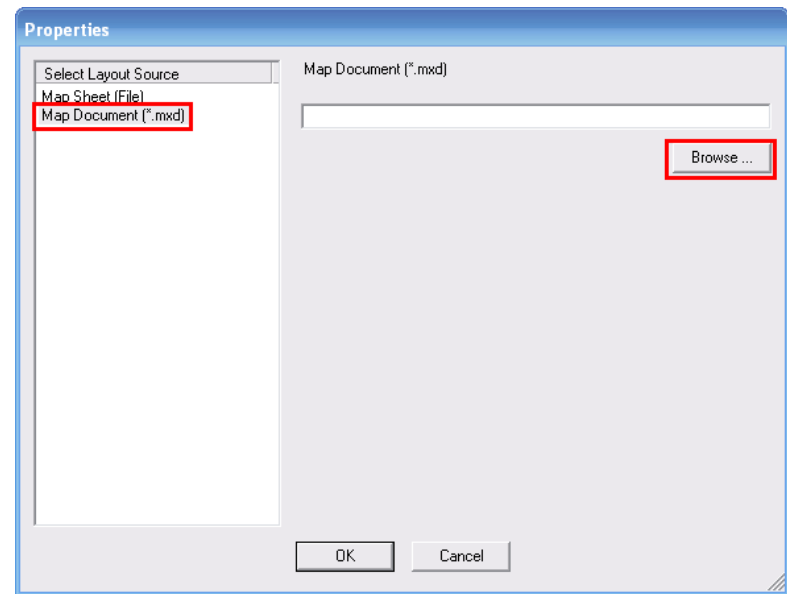 Properties
Select Layout Source
Map Sheet (File)
Map Document (*.mxd)
Map Document (*.mxd)
Browse ...
OK
Cancel